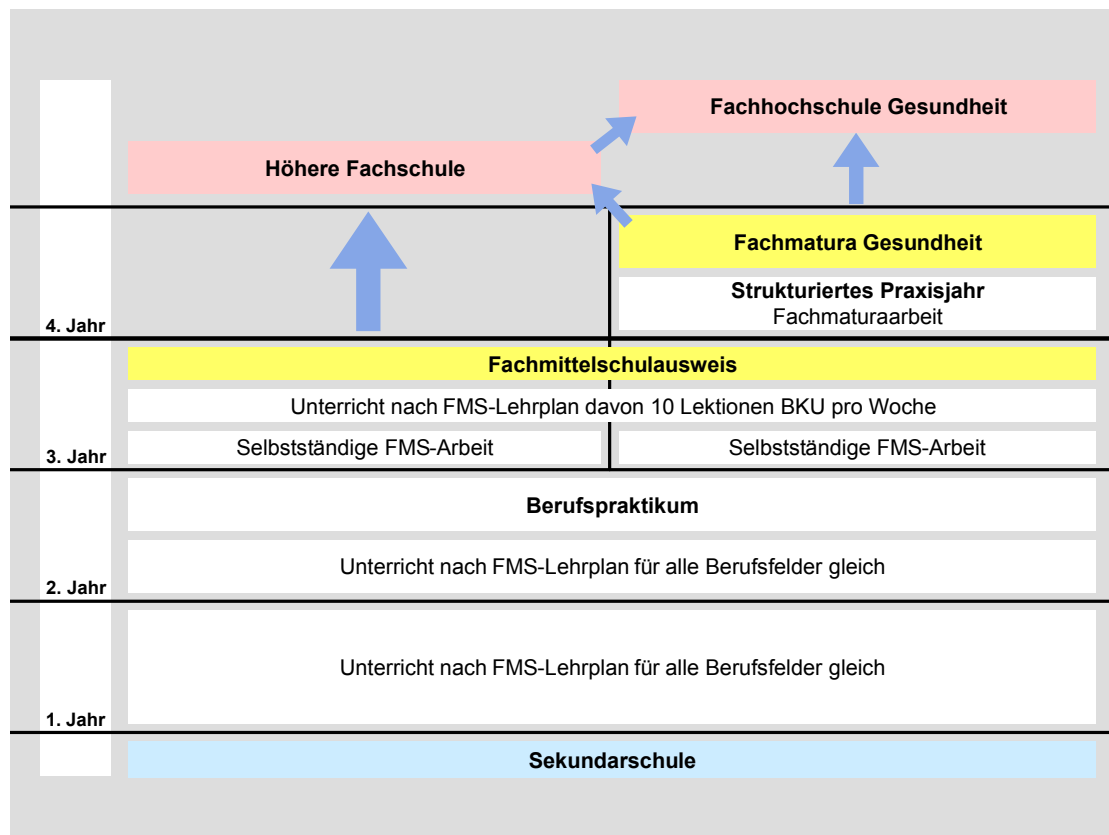 Fachhochschule Gesundheit
Höhere Fachschule
Fachmatura Gesundheit
Strukturiertes Praxisjahr
Fachmaturaarbeit
4. Jahr
Fachmittelschulausweis
Unterricht nach FMS-Lehrplan davon 10 Lektionen BKU pro Woche
Selbstständige FMS-Arbeit
Selbstständige FMS-Arbeit
3. Jahr
Berufspraktikum
Unterricht nach FMS-Lehrplan für alle Berufsfelder gleich
2. Jahr
Unterricht nach FMS-Lehrplan für alle Berufsfelder gleich
1. Jahr
Sekundarschule